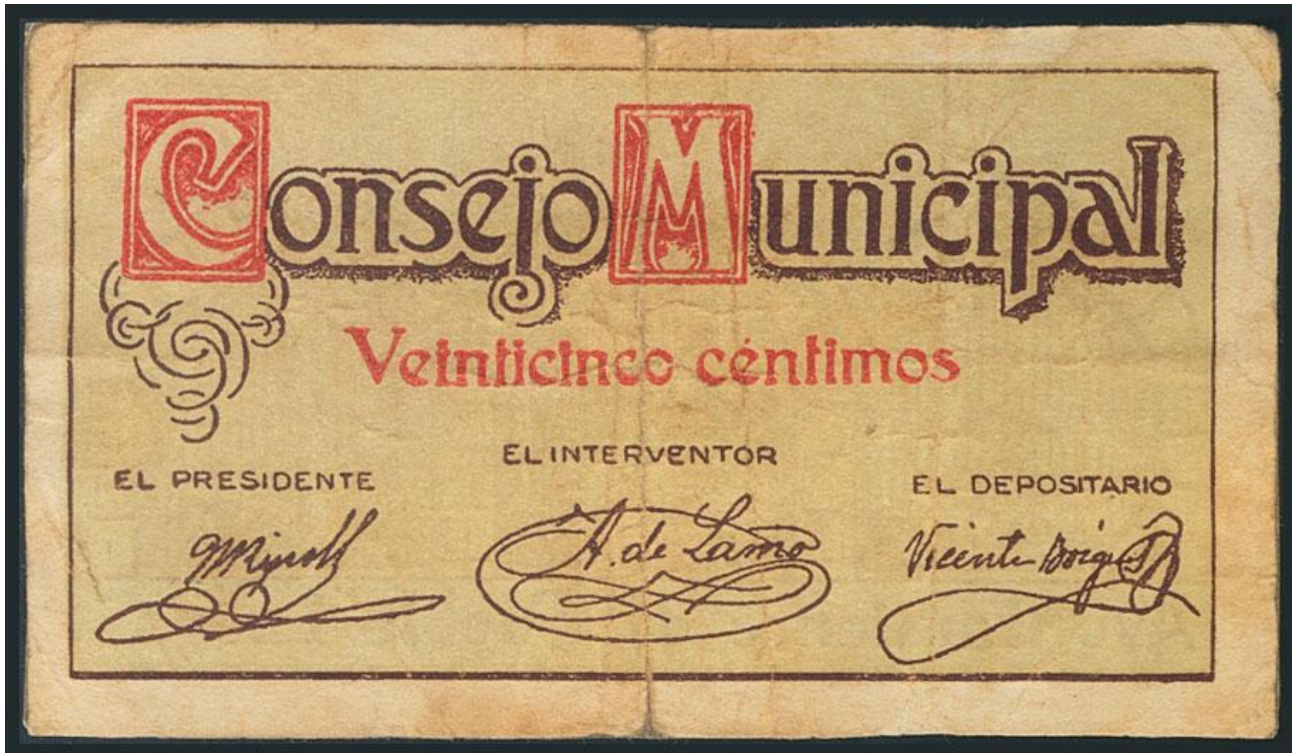 Consejo Municipal
Veinticinco céntimos
EL PRESIDENTE
EL INTERVENTOR
EL DEPOSITARIO
A. de Lamo
Vicente